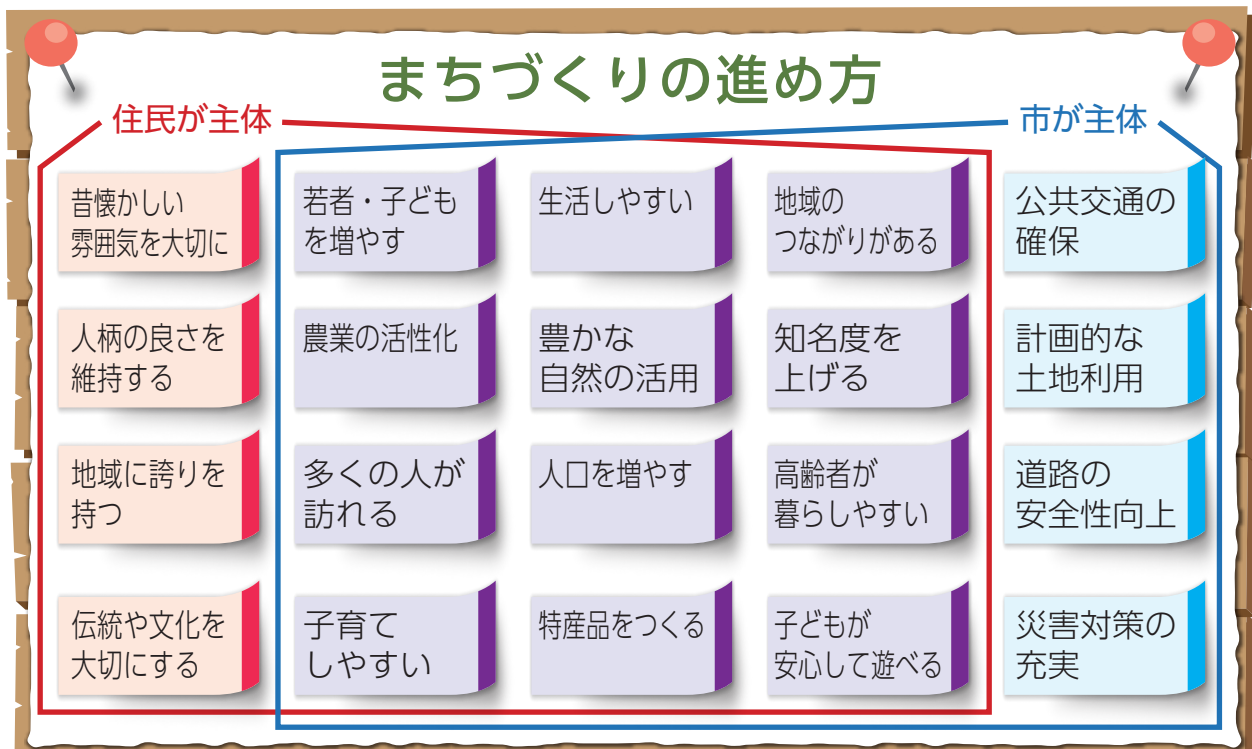 まちづくりの進め方
住民が主体
市が主体
昔懐かしい
雰囲気を大切に
若者・子ども
を増やす
生活しやすい
地域の
つながりがある
公共交通の
確保
人柄の良さを
維持する
農業の活性化
豊かな
自然の活用
知名度を
上げる
計画的な
土地利用
地域に誇りを
持つ
多くの人が
訪れる
人口を増やす
高齢者が
暮らしやすい
道路の
安全性向上
伝統や文化を
大切にする
子育て
しやすい
特産品をつくる
子どもが
安心して遊べる
災害対策の
充実